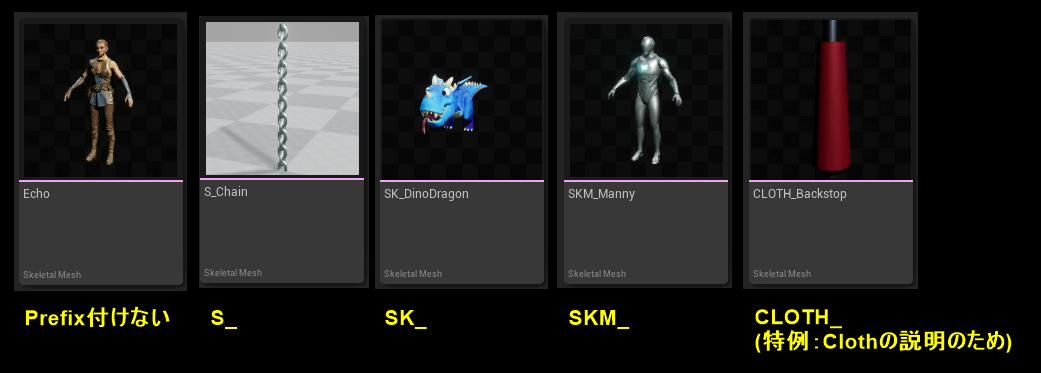 Echo
Skeletal Mesh
S_Chain
Skeletal Mesh
SK_DinoDragon
Skeletal Mesh
SKM_Manny
Skeletal Mesh
CLOTH_Backstop
Skeletal Mesh
Prefix付けない
S_
SK_
SKM_
CLOTH_
(特例：Clothの説明のため)